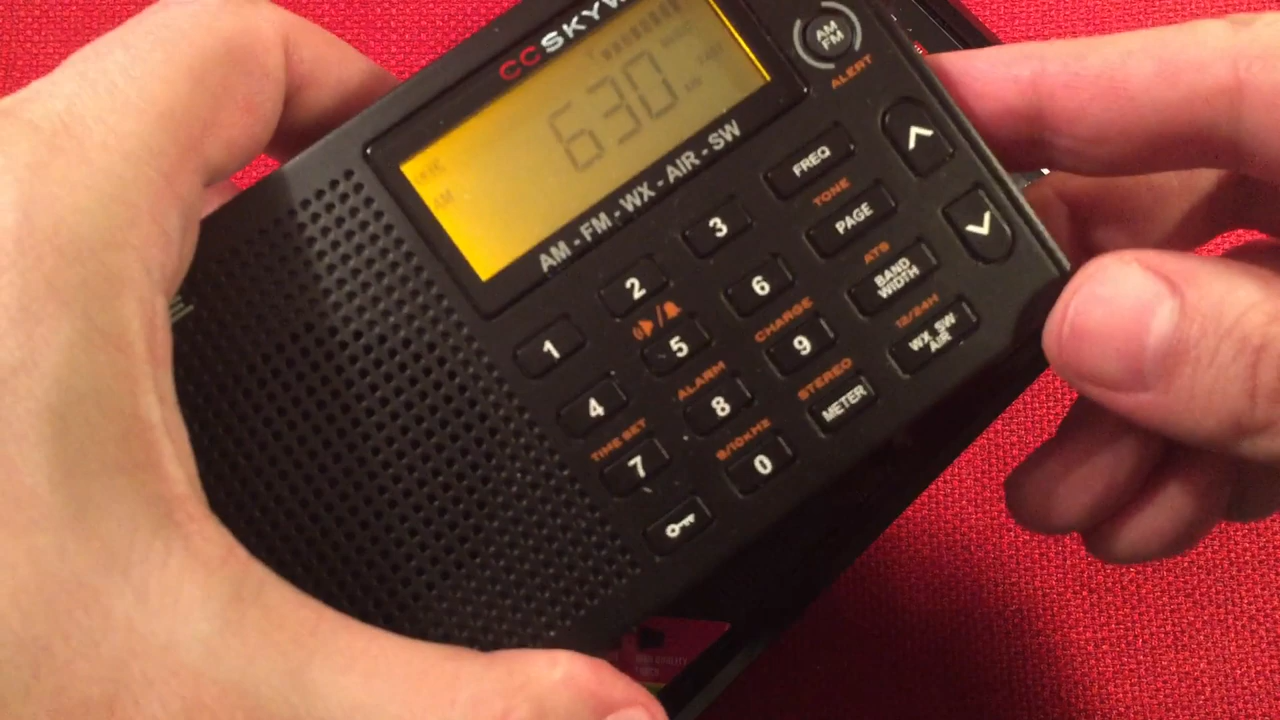 CCSKYW
630
AM
AM - FM - WX - AIR - SW
AM
FM
ALERT
FREQ
TONE
PAGE
ATS
BAND
WIDTH
12/24H
WX SW
AIR
1
2
3
4
5
6
CHARGE
TIME SET
7
ALARM
8
9
STEREO
METER
9/10kHz
0